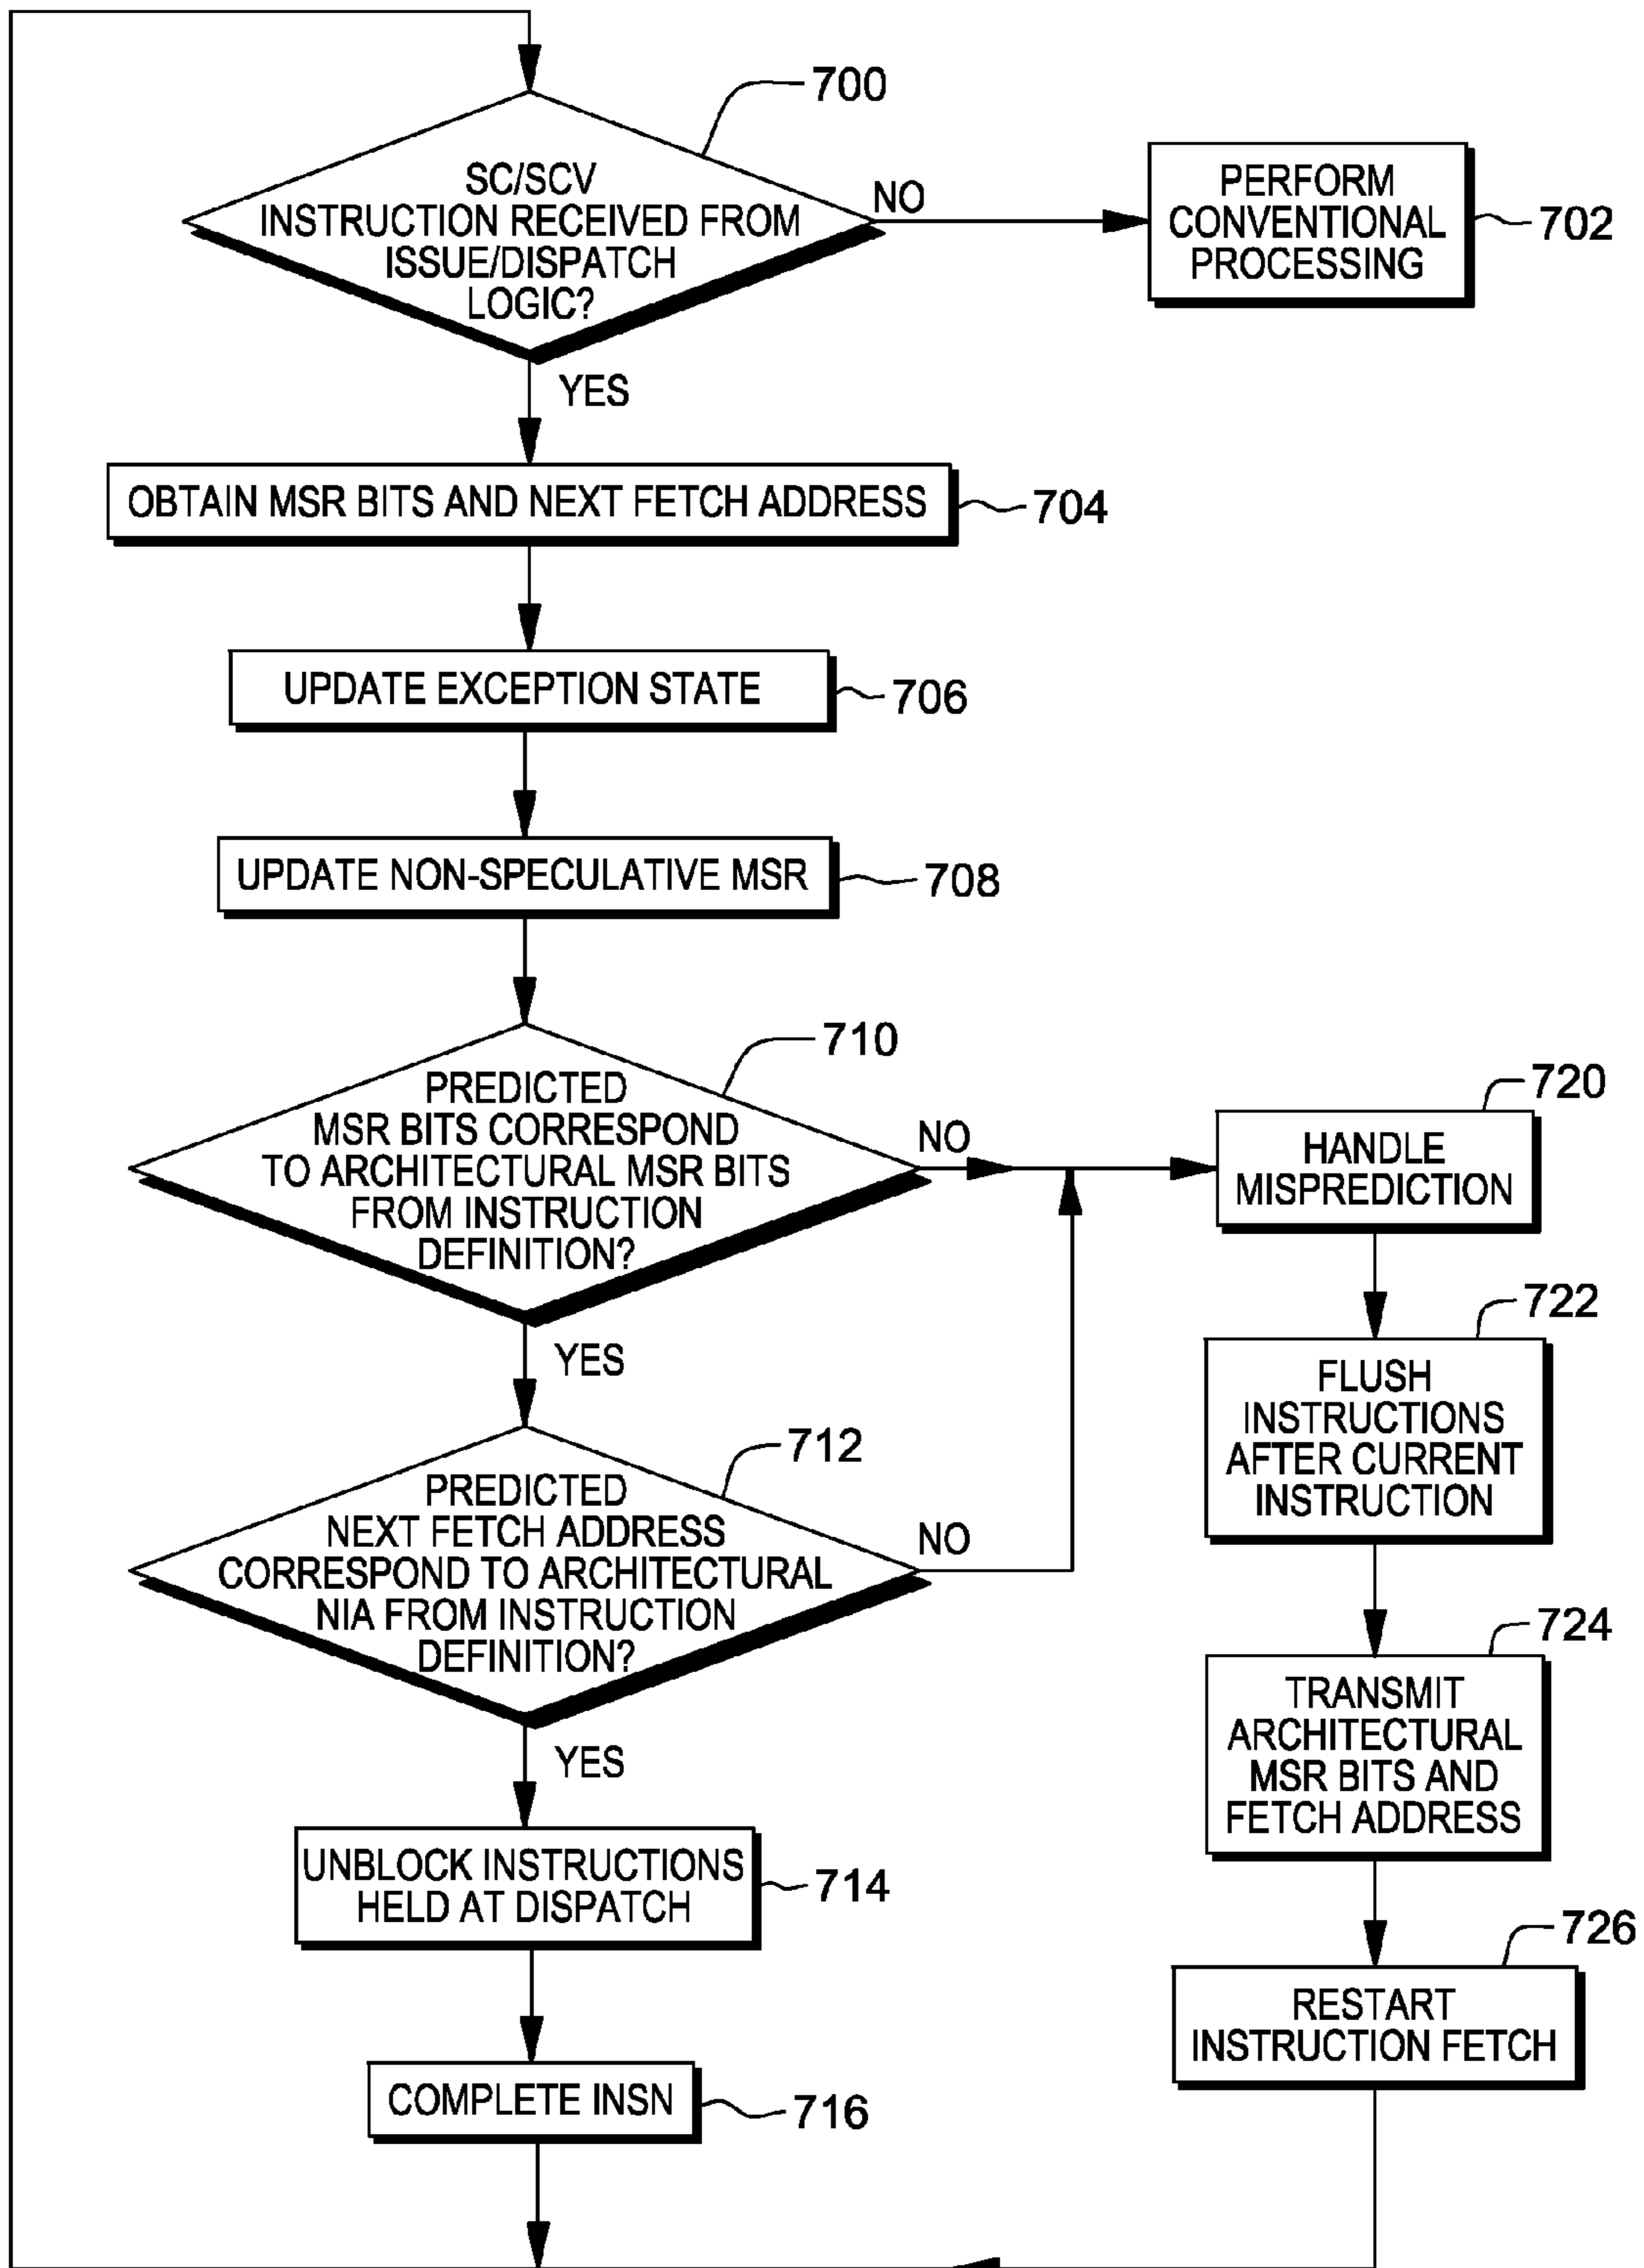 700
SC/SCV
INSTRUCTION RECEIVED FROM
ISSUE/DISPATCH
LOGIC?
NO
PERFORM
CONVENTIONAL
PROCESSING
702
YES
OBTAIN MSR BITS AND NEXT FETCH ADDRESS
704
UPDATE EXCEPTION STATE
706
UPDATE NON-SPECULATIVE MSR
708
710
PREDICTED
MSR BITS CORRESPOND
TO ARCHITECTURAL MSR BITS
FROM INSTRUCTION
DEFINITION?
NO
720
HANDLE
MISPREDICTION
YES
722
FLUSH
INSTRUCTIONS
AFTER CURRENT
INSTRUCTION
712
PREDICTED
NEXT FETCH ADDRESS
CORRESPOND TO ARCHITECTURAL
NIA FROM INSTRUCTION
DEFINITION?
NO
724
TRANSMIT
ARCHITECTURAL
MSR BITS AND
FETCH ADDRESS
YES
UNBLOCK INSTRUCTIONS
HELD AT DISPATCH
714
726
RESTART
INSTRUCTION FETCH
COMPLETE INSN
716